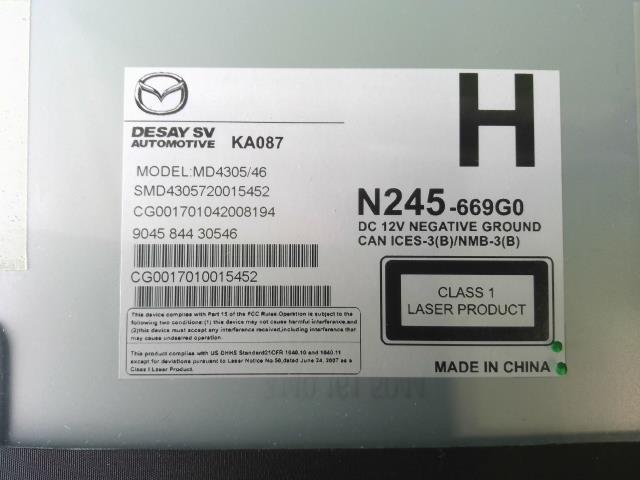 DESAY SV
AUTOMOTIVE KA087
H
MODEL:MD4305/46
SMD4305720015452
CG001701042008194
9045 844 30546
CG0017010015452
N245-669G0
DC 12V NEGATIVE GROUND
CAN ICES-3(B)/NMB-3(B)
CLASS 1
LASER PRODUCT
This device complies with Part 15 of the FCC Rules.Operation is subject to the
following two conditions:(1) this device may not cause harmful interference,and
(2)this device must accept any interference received,including interference that
may cause undesired operation.
This product complies with US DHHS Standard21CFR 1040.10 and 1040.11
except for deviations pursuant to Laser Notice No.50,dated June 24, 2007 as a
Class I Laser Product.
MADE IN CHINA